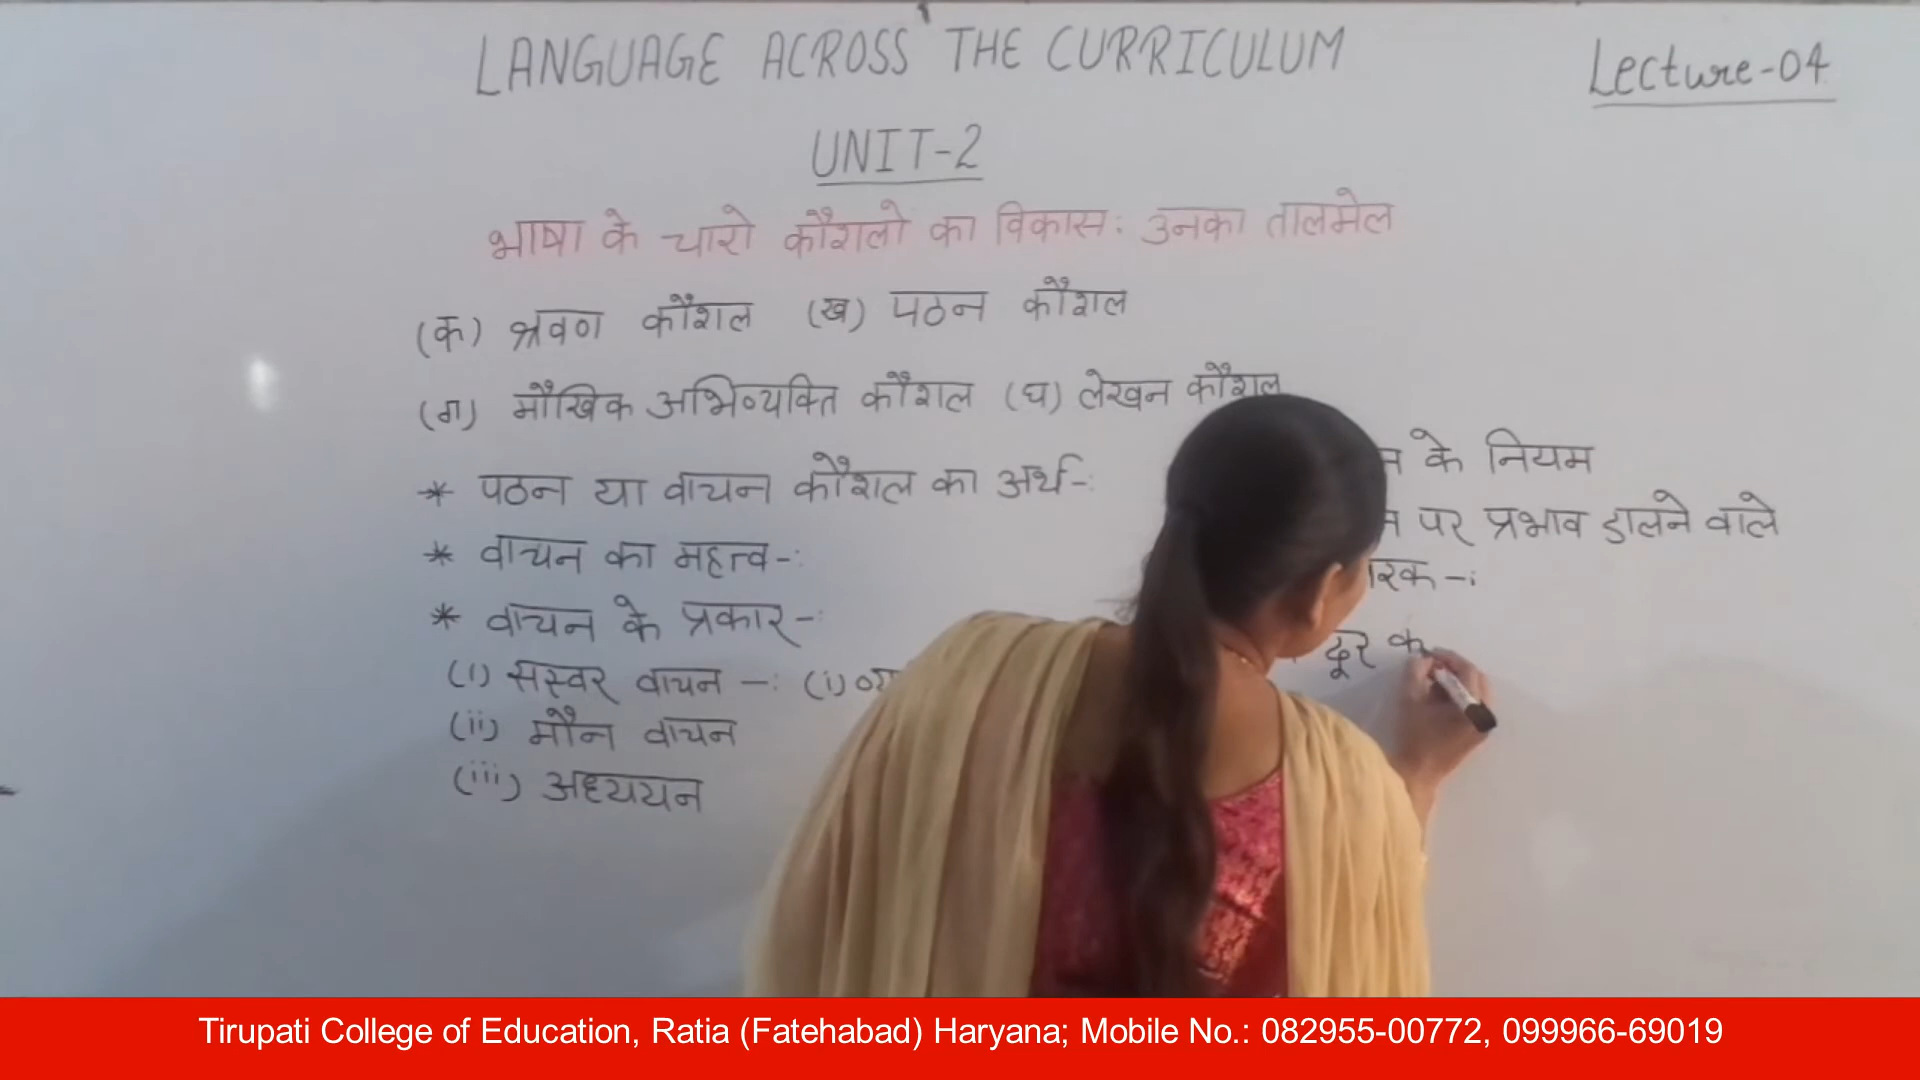 LANGUAGE ACROSS THE CURRICULUM
Lecture-04
UNIT-2
भाषा के चारो कौशलो का विकास: उनका तालमेल
(क) श्रवण कौशल (ख) पठन कौशल
(ग) मौखिक अभिव्यक्ति कौशल (घ) लेखन कौशल
* पठन या वाचन कौशल का अर्थ-:
* वाचन का महत्व-:
* वाचन के प्रकार-:
(i) सस्वर वाचन -: (i)
(ii) मौन वाचन
(iii) अध्ययन
के नियम
पर प्रभाव डालने वाले
दूर
Tirupati College of Education, Ratia (Fatehabad) Haryana; Mobile No.: 082955-00772, 099966-69019